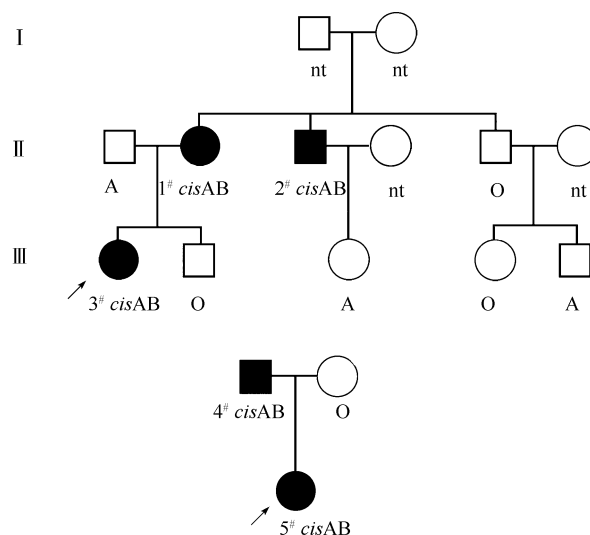 I
nt nt
II
A 1# cisAB 2# cisAB nt O nt
III
3# cisAB O A O A
4# cisAB O
5# cisAB